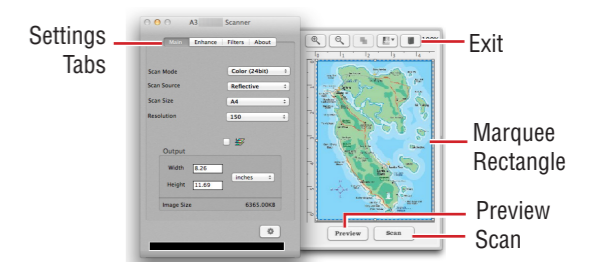 A3 Scanner
Settings
Tabs
Main Enhance Filters About
Exit
Scan Mode Color (24bit)
Scan Source Reflective
Scan Size A4
Resolution 150
Output
Width 8.26
inches
Height 11.69
Image Size 6365.00KB
Marquee
Rectangle
Preview
Scan
Preview Scan